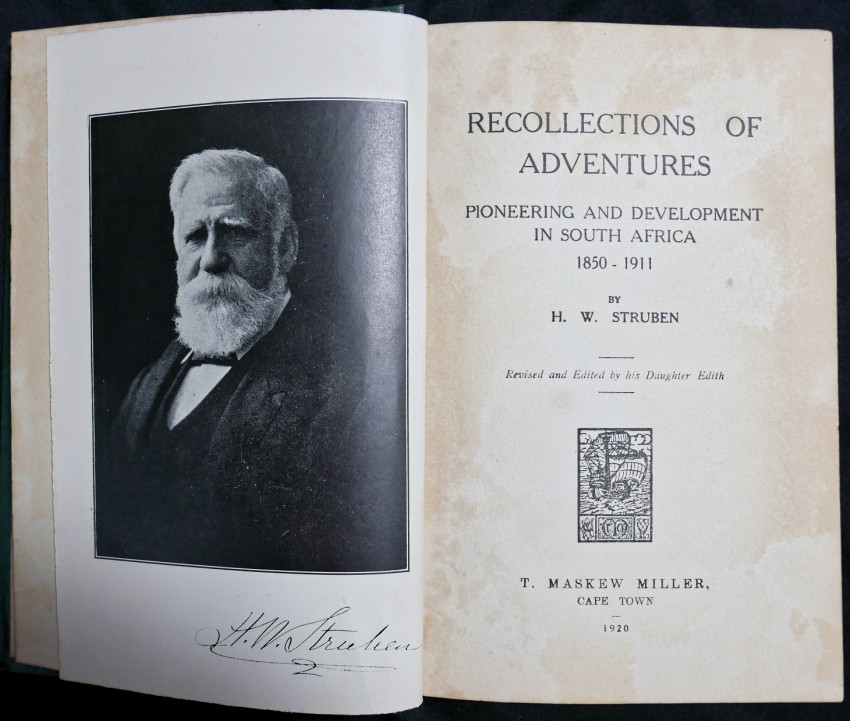 H. W. Struben
RECOLLECTIONS OF
ADVENTURES
PIONEERING AND DEVELOPMENT
IN SOUTH AFRICA
1850 - 1911
BY
H. W. STRUBEN
Revised and Edited by his Daughter Edith
T. MASKEW MILLER,
CAPE TOWN
1920